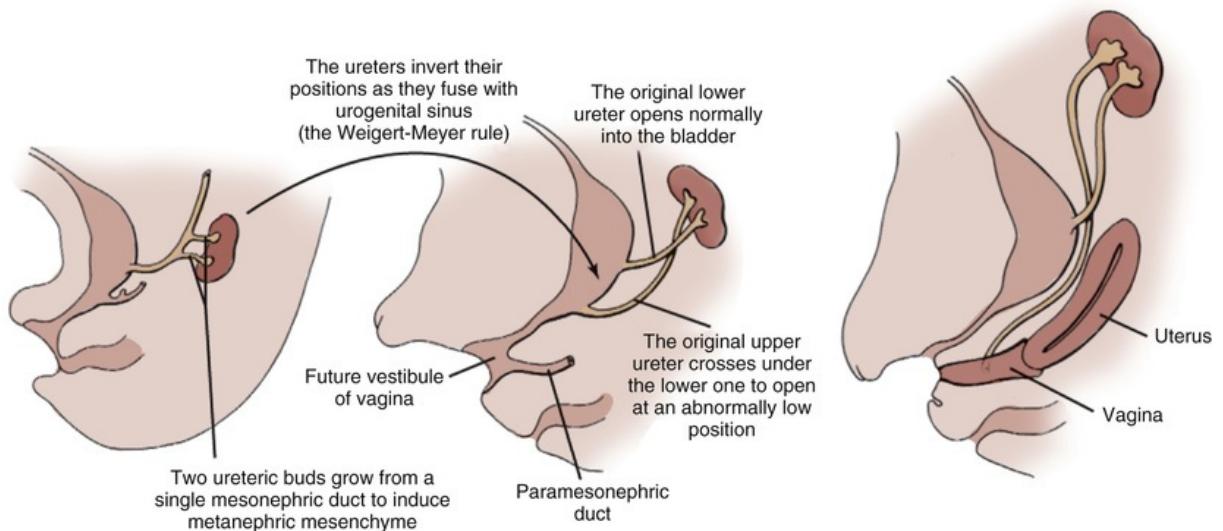 The ureters invert their
positions as they fuse with
urogenital sinus
(the Weigert-Meyer rule)
The original lower
ureter opens normally
into the bladder
The original upper
ureter crosses under
the lower one to open
at an abnormally low
position
Future vestibule
of vagina
Two ureteric buds grow from a
single mesonephric duct to induce
metanephric mesenchyme
Paramesonephric
duct
Uterus
Vagina